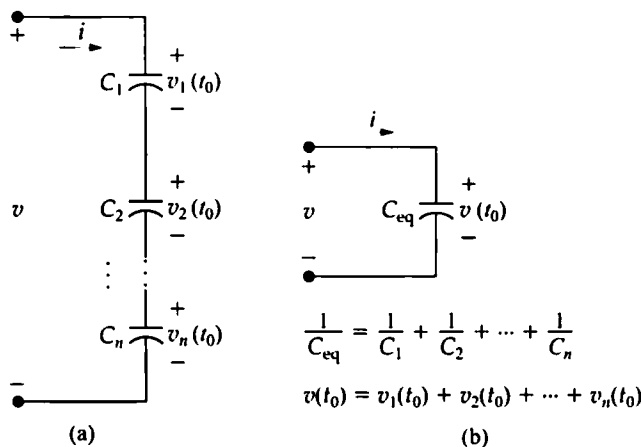 +
i
+
C₁ v₁(t₀)
−
+
v C₂ v₂(t₀)
−
+
Cₙ vₙ(t₀)
−
−
(a)
i
+
+
v C_eq v(t₀)
−
−
1/C_eq = 1/C₁ + 1/C₂ + ··· + 1/Cₙ
v(t₀) = v₁(t₀) + v₂(t₀) + ··· + vₙ(t₀)
(b)